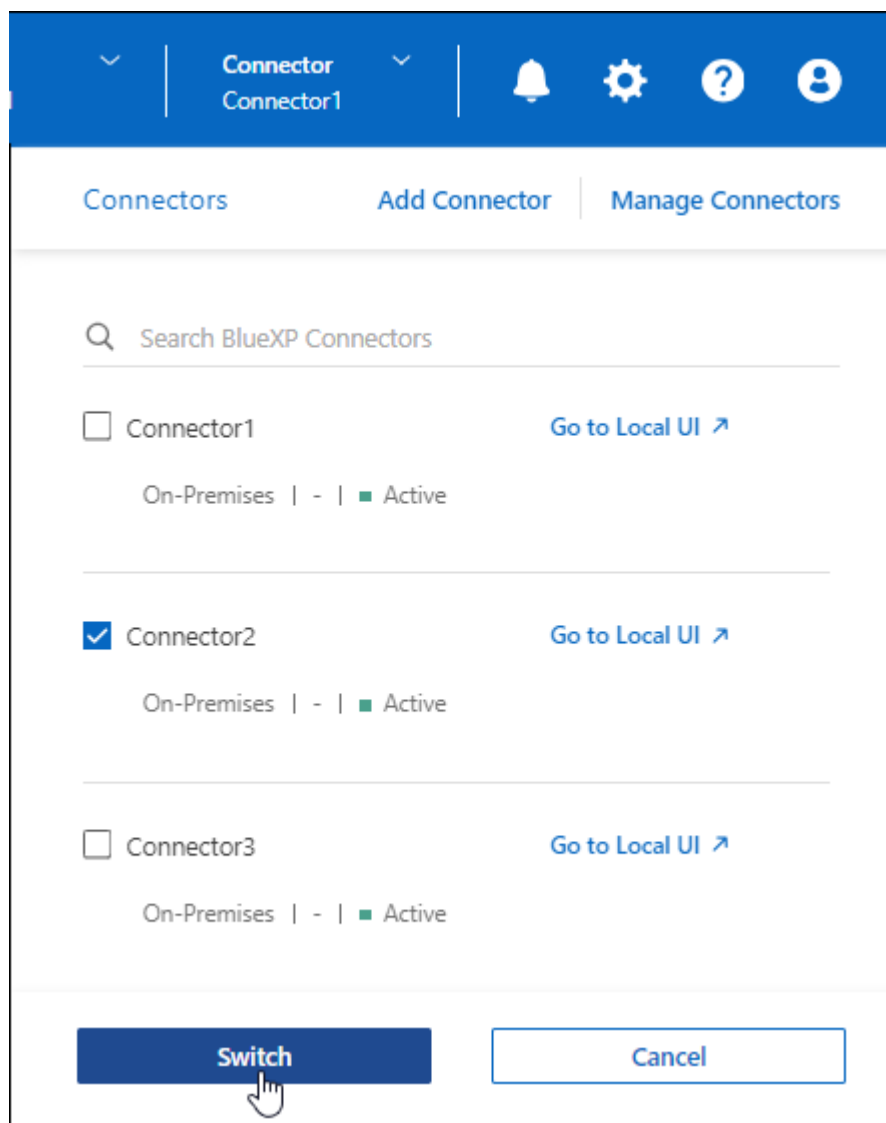 Connector
Connector1
Connectors Add Connector Manage Connectors
Search BlueXP Connectors
Connector1 Go to Local UI
On-Premises | - | Active
Connector2 Go to Local UI
On-Premises | - | Active
Connector3 Go to Local UI
On-Premises | - | Active
Switch Cancel